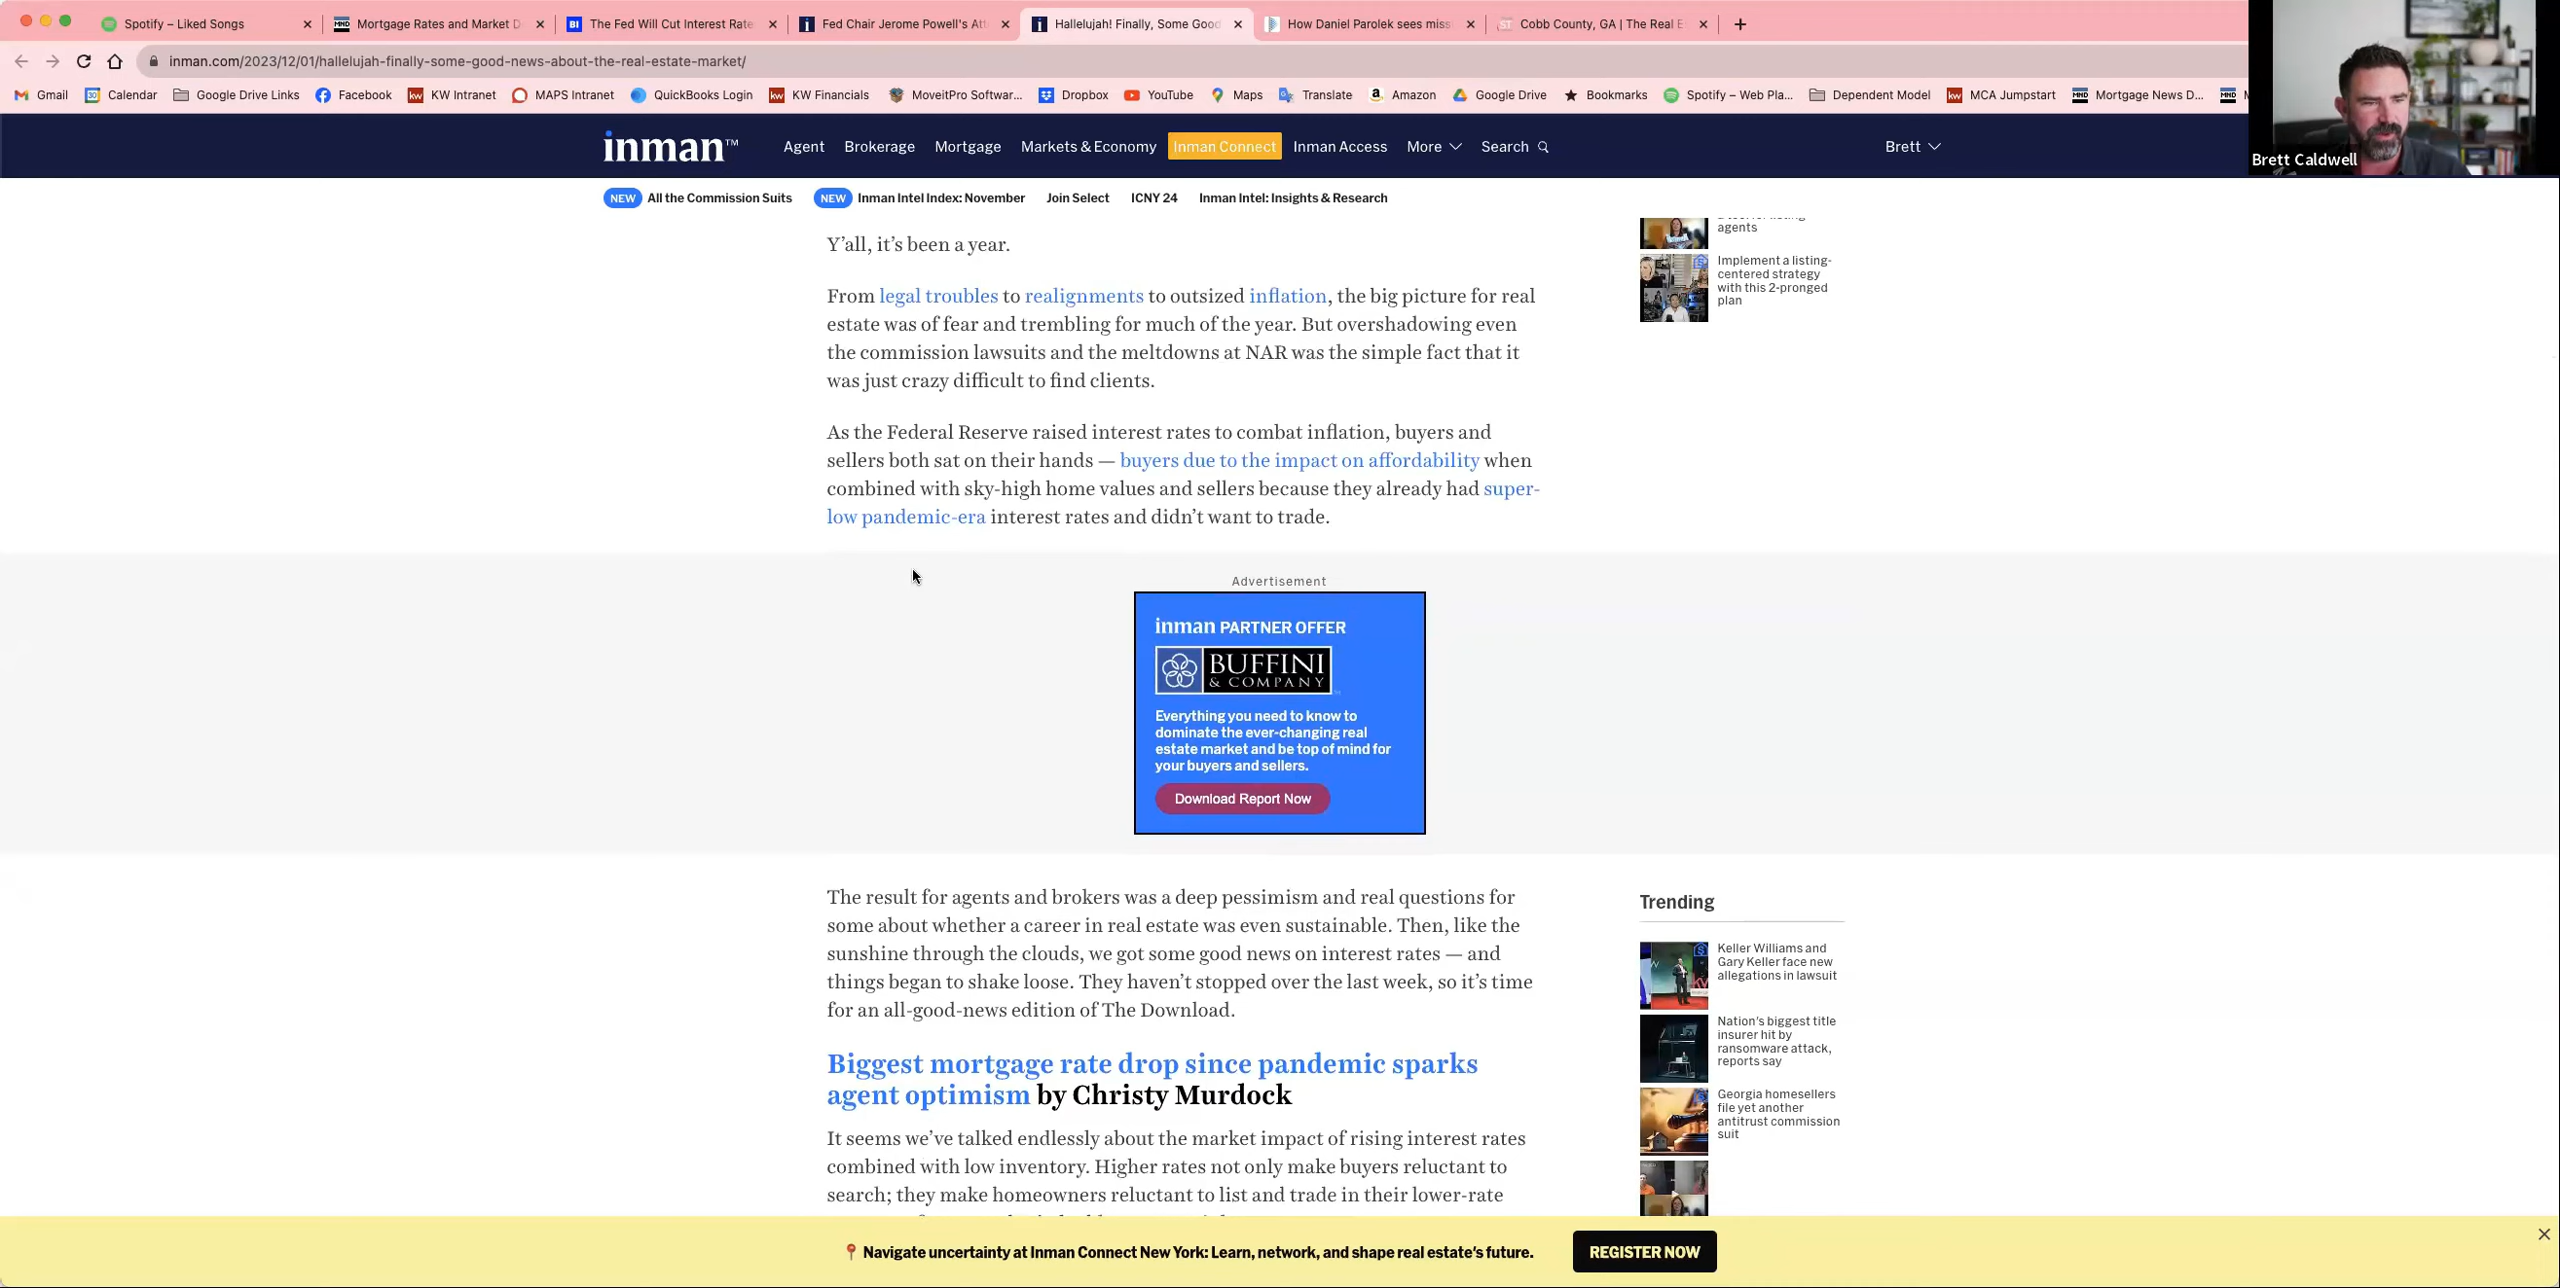 Spotify – Liked Songs
Mortgage Rates and Market D
The Fed Will Cut Interest Rate
Fed Chair Jerome Powell's Att
Hallelujah! Finally, Some Good
How Daniel Parolek sees miss
Cobb County, GA | The Real E
inman.com/2023/12/01/hallelujah-finally-some-good-news-about-the-real-estate-market/
Gmail
Calendar
Google Drive Links
Facebook
KW Intranet
MAPS Intranet
QuickBooks Login
KW Financials
MoveitPro Softwar...
Dropbox
YouTube
Maps
Translate
Amazon
Google Drive
Bookmarks
Spotify – Web Pla...
Dependent Model
MCA Jumpstart
Mortgage News D...
Brett Caldwell
inman™
Agent
Brokerage
Mortgage
Markets & Economy
Inman Connect
Inman Access
More
Search
Brett
NEW All the Commission Suits
NEW Inman Intel Index: November
Join Select
ICNY 24
Inman Intel: Insights & Research
Y'all, it's been a year.
From legal troubles to realignments to outsized inflation, the big picture for real
estate was of fear and trembling for much of the year. But overshadowing even
the commission lawsuits and the meltdowns at NAR was the simple fact that it
was just crazy difficult to find clients.
As the Federal Reserve raised interest rates to combat inflation, buyers and
sellers both sat on their hands — buyers due to the impact on affordability when
combined with sky-high home values and sellers because they already had super-
low pandemic-era interest rates and didn't want to trade.
agents
Implement a listing-
centered strategy
with this 2-pronged
plan
Advertisement
inman PARTNER OFFER
BUFFINI
& COMPANY
Everything you need to know to
dominate the ever-changing real
estate market and be top of mind for
your buyers and sellers.
Download Report Now
The result for agents and brokers was a deep pessimism and real questions for
some about whether a career in real estate was even sustainable. Then, like the
sunshine through the clouds, we got some good news on interest rates — and
things began to shake loose. They haven't stopped over the last week, so it's time
for an all-good-news edition of The Download.
Biggest mortgage rate drop since pandemic sparks
agent optimism by Christy Murdock
It seems we've talked endlessly about the market impact of rising interest rates
combined with low inventory. Higher rates not only make buyers reluctant to
search; they make homeowners reluctant to list and trade in their lower-rate
Trending
Keller Williams and
Gary Keller face new
allegations in lawsuit
Nation's biggest title
insurer hit by
ransomware attack,
reports say
Georgia homesellers
file yet another
antitrust commission
suit
Navigate uncertainty at Inman Connect New York: Learn, network, and shape real estate's future.
REGISTER NOW